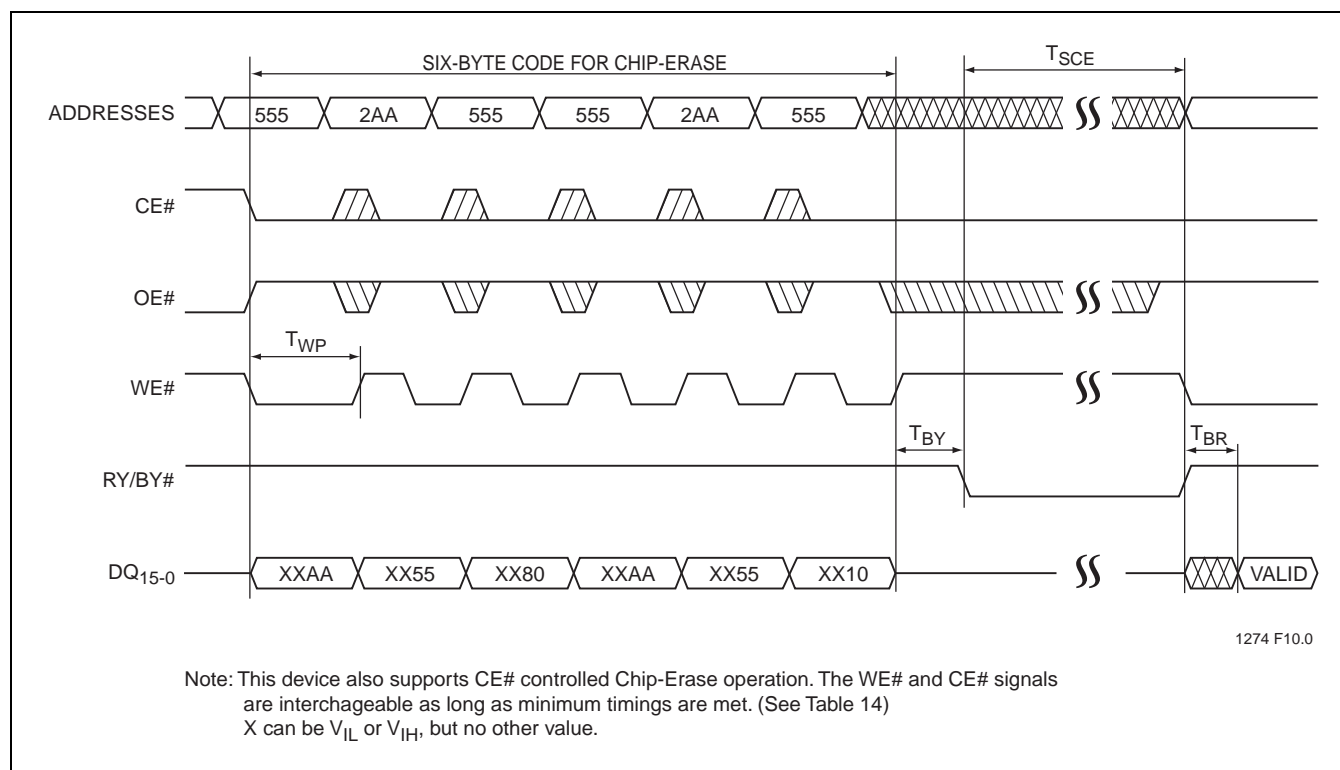 SIX-BYTE CODE FOR CHIP-ERASE
TSCE
ADDRESSES 555 2AA 555 555 2AA 555
CE#
OE#
TWP
WE#
TBY TBR
RY/BY#
DQ15-0 XXAA XX55 XX80 XXAA XX55 XX10 VALID
1274 F10.0
Note: This device also supports CE# controlled Chip-Erase operation. The WE# and CE# signals
are interchageable as long as minimum timings are met. (See Table 14)
X can be VIL or VIH, but no other value.